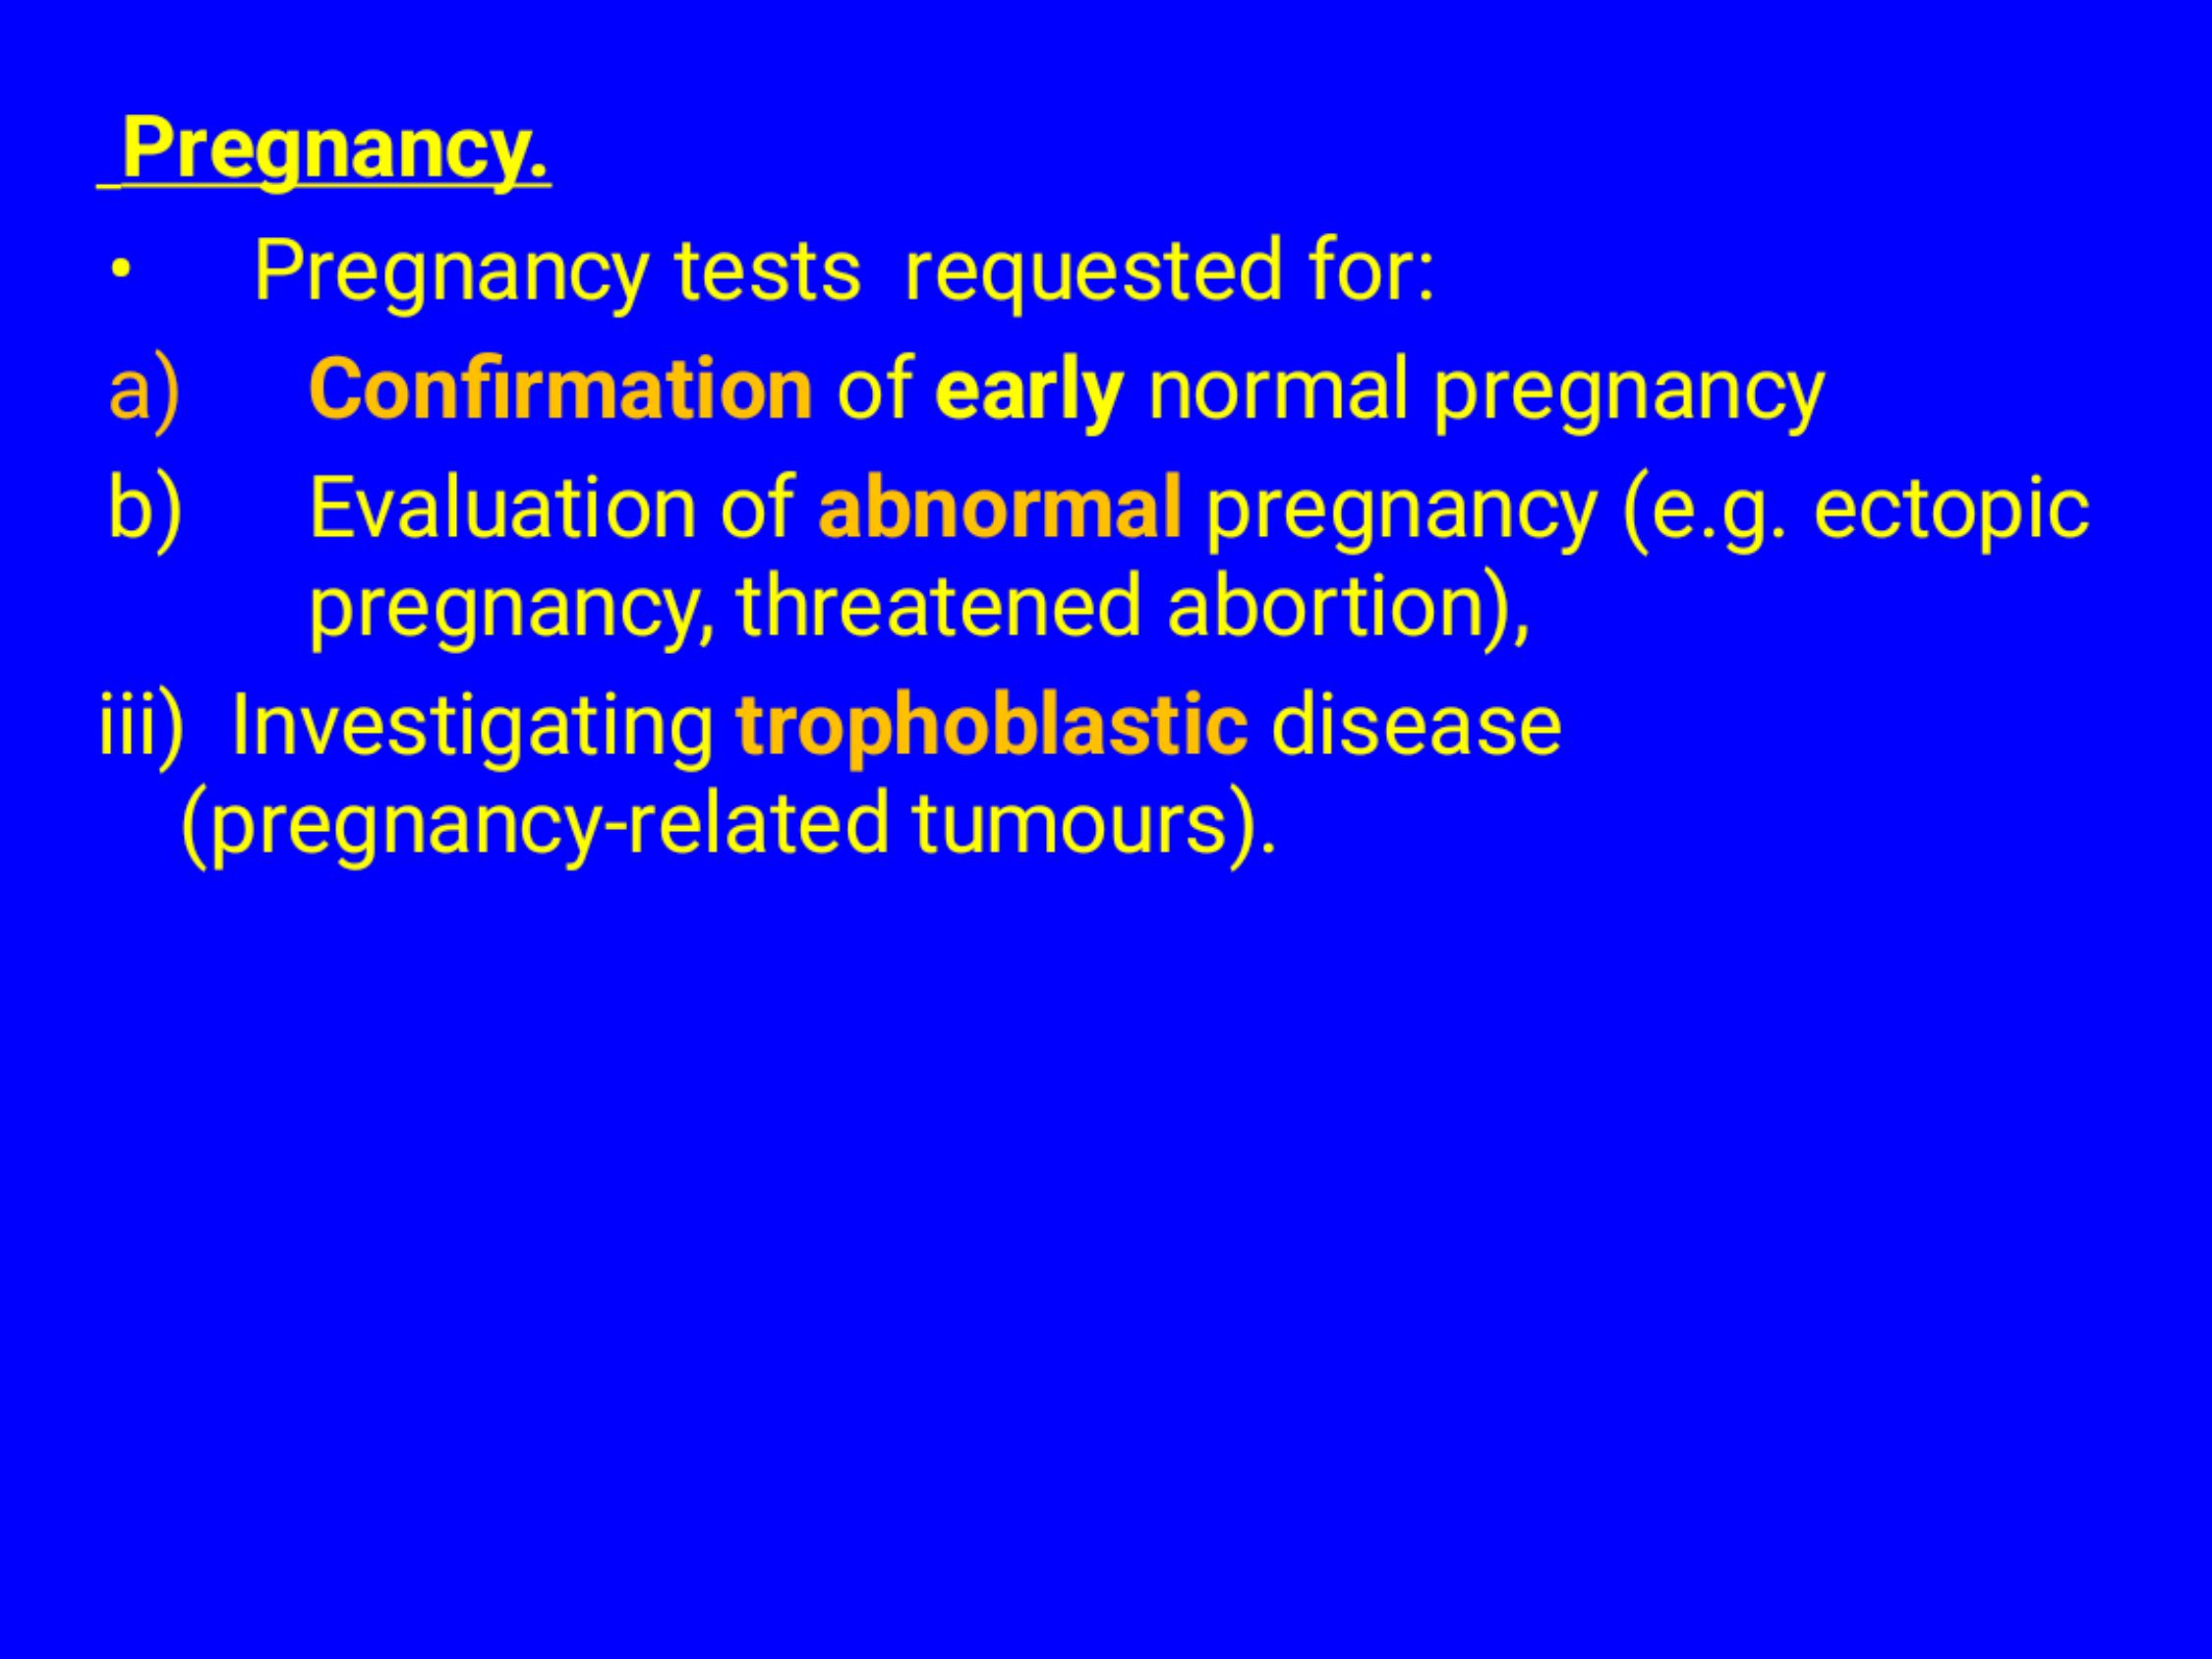 Pregnancy.
• Pregnancy tests  requested for:
a) Confirmation of early normal pregnancy
b) Evaluation of abnormal pregnancy (e.g. ectopic
pregnancy, threatened abortion),
iii) Investigating trophoblastic disease
(pregnancy-related tumours).